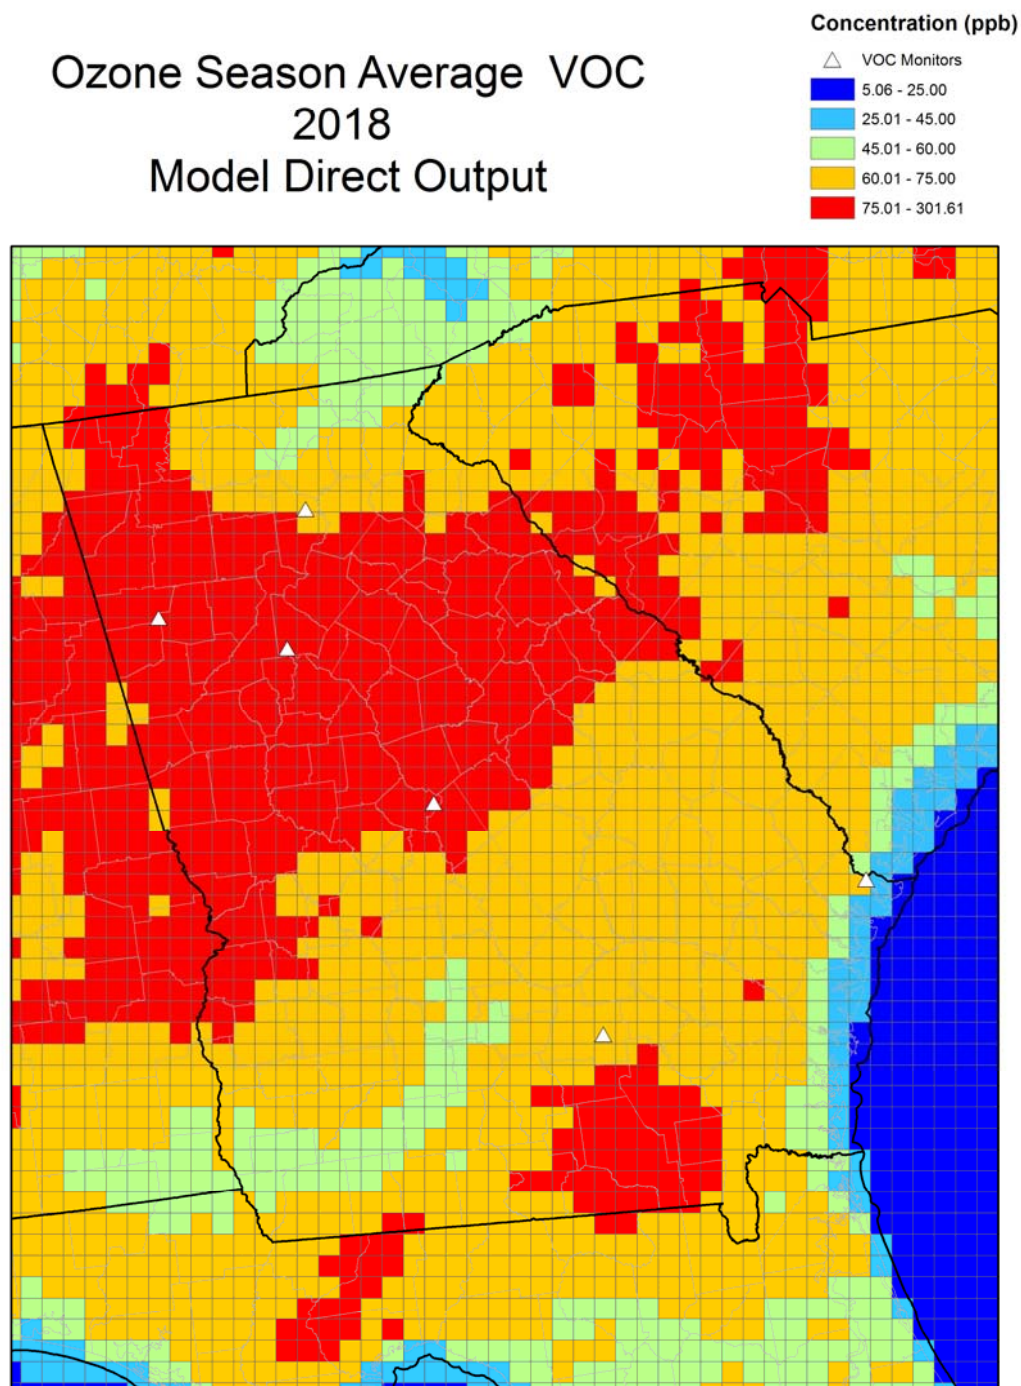 Ozone Season Average VOC
2018
Model Direct Output
Concentration (ppb)
VOC Monitors
5.06 - 25.00
25.01 - 45.00
45.01 - 60.00
60.01 - 75.00
75.01 - 301.61